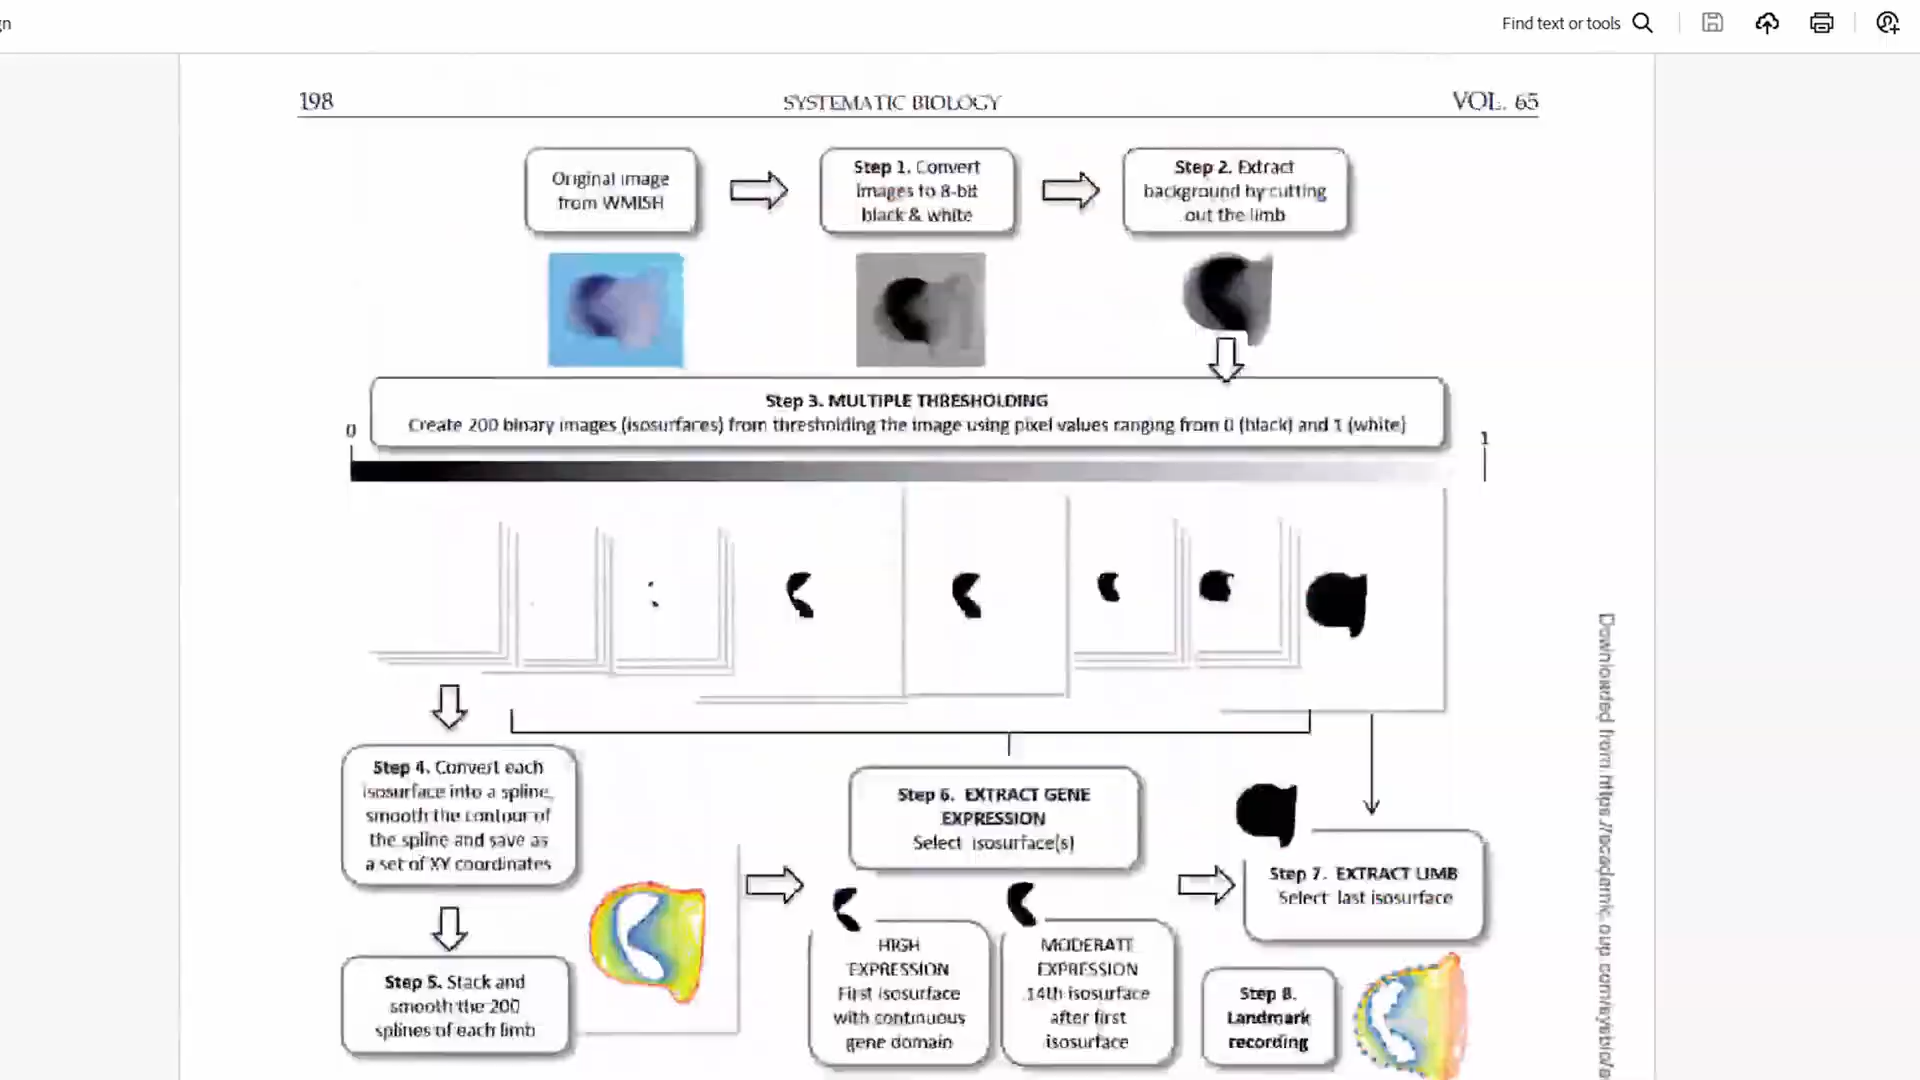 gn
Find text or tools
198
SYSTEMATIC BIOLOGY
VOL. 65
Original image
from WMISH
Step 1. Convert
images to 8-bit
black & white
Step 2. Extract
background by cutting
out the limb
Step 3. MULTIPLE THRESHOLDING
Create 200 binary images (isosurfaces) from thresholding the image using pixel values ranging from 0 (black) and 1 (white)
0
1
Step 4. Convert each
isosurface into a spline,
smooth the contour of
the spline and save as
a set of XY coordinates
Step 5. Stack and
smooth the 200
splines of each limb
Step 6. EXTRACT GENE
EXPRESSION
Select isosurface(s)
HIGH
EXPRESSION
First isosurface
with continuous
gene domain
MODERATE
EXPRESSION
14th isosurface
after first
isosurface
Step 7. EXTRACT LIMB
Select last isosurface
Step 8.
Landmark
recording
Downloaded from https://academic.oup.com/sysbio/a